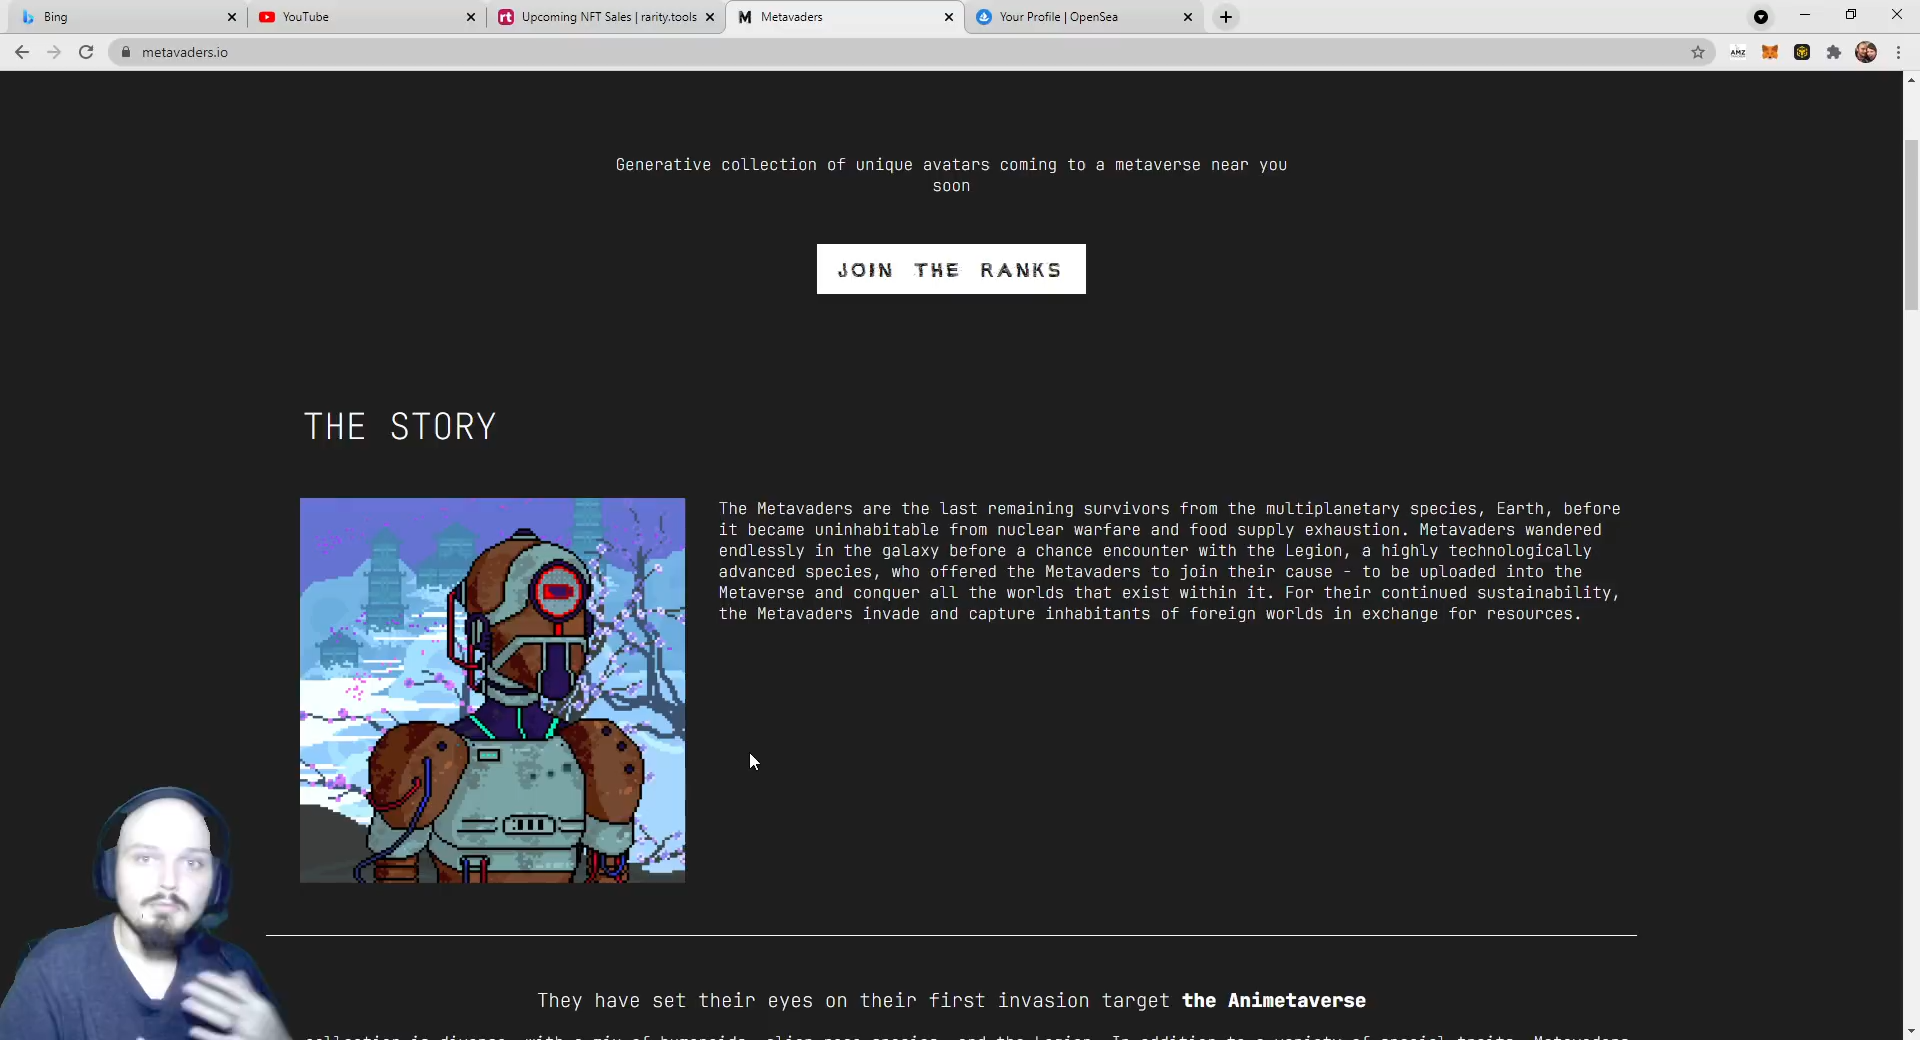 Bing
YouTube
Upcoming NFT Sales | rarity.tools
Metavaders
Your Profile | OpenSea
metavaders.io
AMZ
Generative collection of unique avatars coming to a metaverse near you
soon
JOIN THE RANKS
THE STORY
The Metavaders are the last remaining survivors from the multiplanetary species, Earth, before
it became uninhabitable from nuclear warfare and food supply exhaustion. Metavaders wandered
endlessly in the galaxy before a chance encounter with the Legion, a highly technologically
advanced species, who offered the Metavaders to join their cause - to be uploaded into the
Metaverse and conquer all the worlds that exist within it. For their continued sustainability,
the Metavaders invade and capture inhabitants of foreign worlds in exchange for resources.
They have set their eyes on their first invasion target the Animetaverse